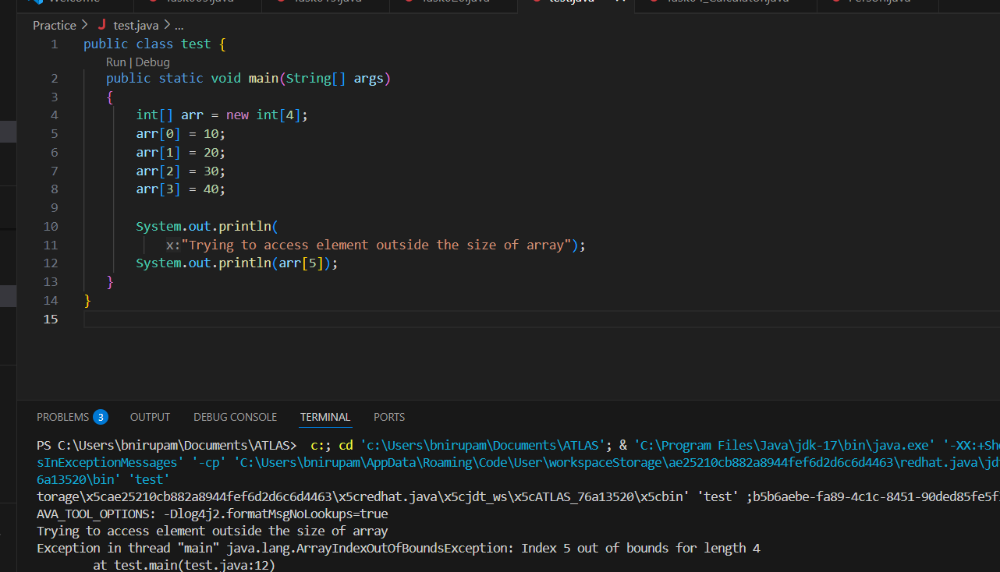 Practice > J test.java > ...
1 public class test {
Run | Debug
2 public static void main(String[] args)
3 {
4 int[] arr = new int[4];
5 arr[0] = 10;
6 arr[1] = 20;
7 arr[2] = 30;
8 arr[3] = 40;
9
10 System.out.println(
11 x:"Trying to access element outside the size of array");
12 System.out.println(arr[5]);
13 }
14 }
15
PROBLEMS 3 OUTPUT DEBUG CONSOLE TERMINAL PORTS
PS C:\Users\bnirupam\Documents\ATLAS> c:; cd 'c:\Users\bnirupam\Documents\ATLAS'; & 'C:\Program Files\Java\jdk-17\bin\java.exe' '-XX:+Sho
sInExceptionMessages' '-cp' 'C:\Users\bnirupam\AppData\Roaming\Code\User\workspaceStorage\ae25210cb882a8944fef6d2d6c6d4463\redhat.java\jdt
6a13520\bin' 'test'
torage\x5cae25210cb882a8944fef6d2d6c6d4463\x5credhat.java\x5cjdt_ws\x5cATLAS_76a13520\x5cbin' 'test' ;b5b6aebe-fa89-4c1c-8451-90ded85fe5f
AVA_TOOL_OPTIONS: -Dlog4j2.formatMsgNoLookups=true
Trying to access element outside the size of array
Exception in thread "main" java.lang.ArrayIndexOutOfBoundsException: Index 5 out of bounds for length 4
at test.main(test.java:12)